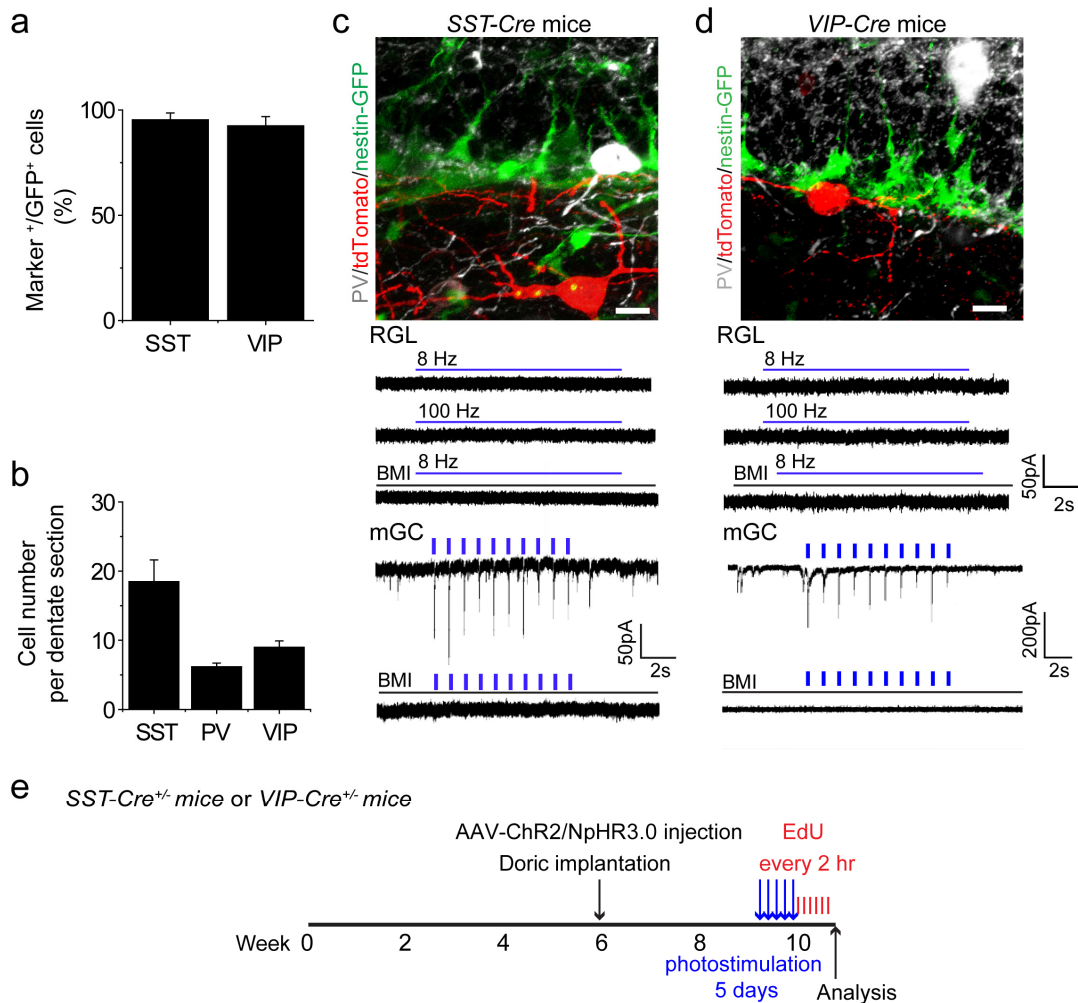 a
Marker +/GFP+ cells
(%)
100
50
0
SST VIP
b
Cell number
per dentate section
30
20
10
0
SST PV VIP
c
SST-Cre mice
PV/tdTomato/nestin-GFP
RGL
8 Hz
100 Hz
BMI 8 Hz
mGC
50pA
2s
BMI
d
VIP-Cre mice
PV/tdTomato/nestin-GFP
8 Hz
100 Hz
BMI 8 Hz
50pA
2s
mGC
200pA
2s
BMI
e
SST-Cre+/- mice or VIP-Cre+/- mice
AAV-ChR2/NpHR3.0 injection
Doric implantation
EdU
every 2 hr
Week 0 2 4 6 8 10
photostimulation
5 days
Analysis